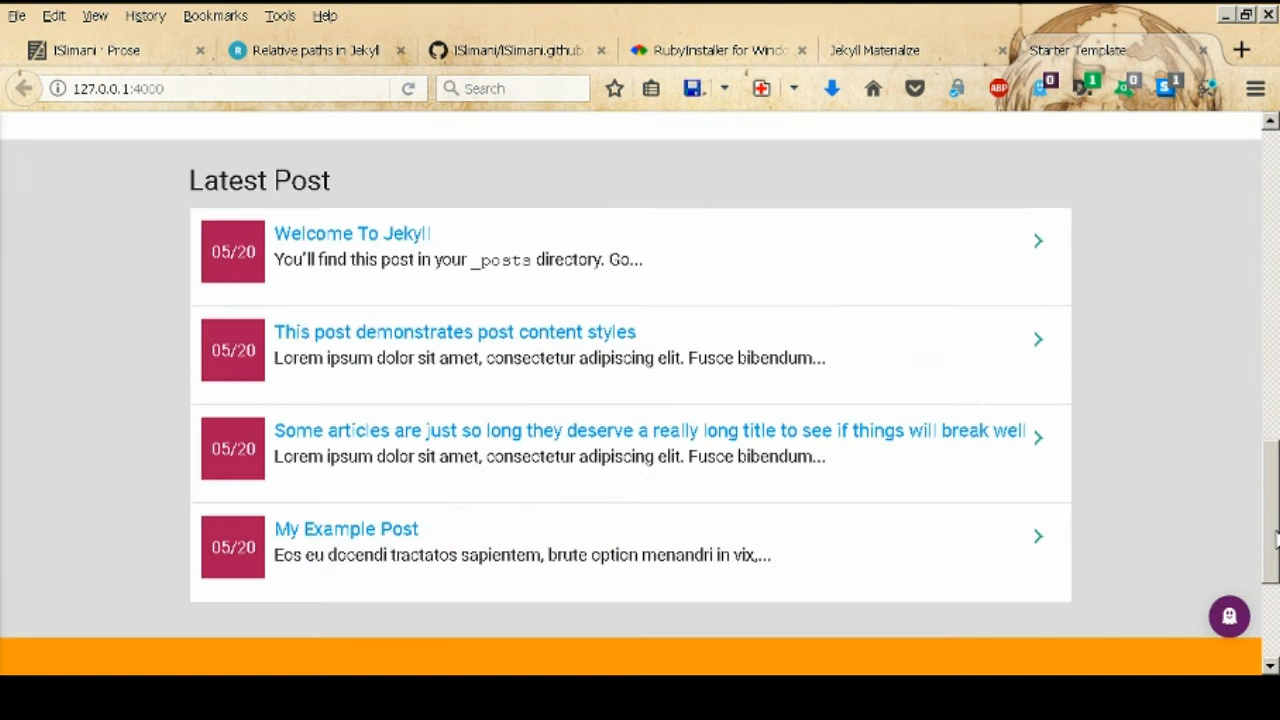 File Edit View History Bookmarks Tools Help
ISlimani · Prose
Relative paths in Jekyll
ISlimani/ISlimani.github
RubyInstaller for Windo
Jekyll Materialize
Starter Template
127.0.0.1:4000
Search
ABP
0
1
0
S
1
Latest Post
05/20
Welcome To Jekyll
You'll find this post in your _posts directory. Go...
05/20
This post demonstrates post content styles
Lorem ipsum dolor sit amet, consectetur adipiscing elit. Fusce bibendum...
05/20
Some articles are just so long they deserve a really long title to see if things will break well
Lorem ipsum dolor sit amet, consectetur adipiscing elit. Fusce bibendum...
05/20
My Example Post
Eos eu docendi tractatos sapientem, brute option menandri in vix,...